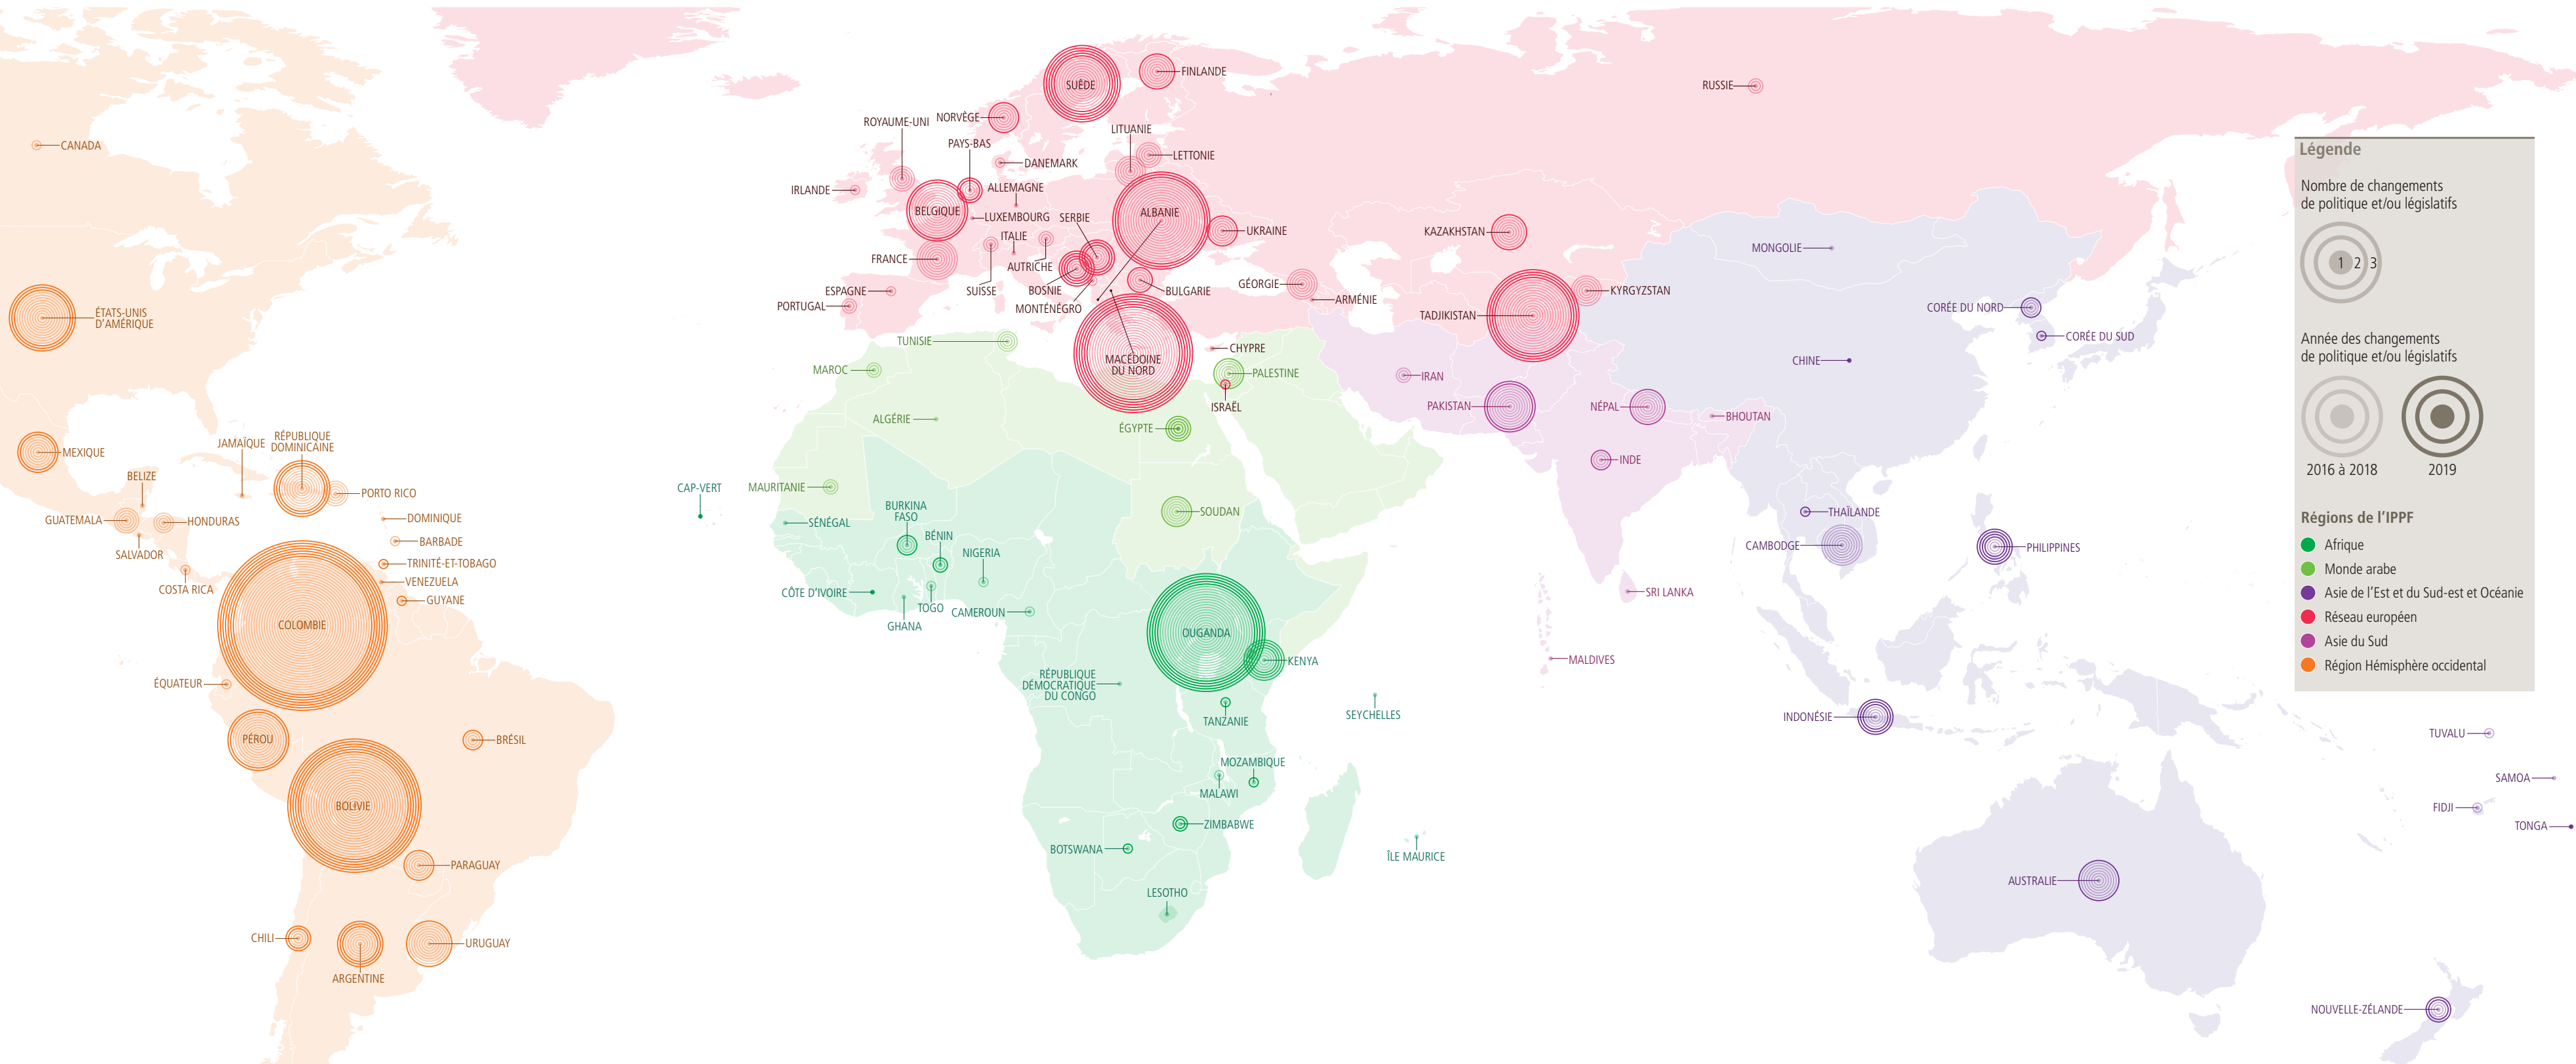 CANADA
ÉTATS-UNIS
D’AMÉRIQUE
MEXIQUE
BELIZE
JAMAÏQUE
RÉPUBLIQUE
DOMINICAINE
PORTO RICO
GUATEMALA
HONDURAS
SALVADOR
COSTA RICA
DOMINIQUE
BARBADE
TRINITÉ-ET-TOBAGO
VENEZUELA
GUYANE
COLOMBIE
ÉQUATEUR
PÉROU
BRÉSIL
BOLIVIE
PARAGUAY
CHILI
ARGENTINE
URUGUAY
SUÈDE
FINLANDE
ROYAUME-UNI
NORVÈGE
LITUANIE
PAYS-BAS
DANEMARK
LETTONIE
IRLANDE
ALLEMAGNE
BELGIQUE
LUXEMBOURG
SERBIE
ALBANIE
UKRAINE
ITALIE
FRANCE
AUTRICHE
SUISSE
BOSNIE
BULGARIE
ESPAGNE
PORTUGAL
MONTÉNÉGRO
GÉORGIE
ARMÉNIE
MACÉDOINE
DU NORD
CHYPRE
ISRAËL
RUSSIE
KAZAKHSTAN
KYRGYZSTAN
TADJIKISTAN
TUNISIE
MAROC
ALGÉRIE
PALESTINE
ÉGYPTE
MAURITANIE
SOUDAN
CAP-VERT
SÉNÉGAL
BURKINA
FASO
BÉNIN
NIGERIA
CÔTE D’IVOIRE
GHANA
TOGO
CAMEROUN
OUGANDA
KENYA
RÉPUBLIQUE
DÉMOCRATIQUE
DU CONGO
TANZANIE
SEYCHELLES
MOZAMBIQUE
MALAWI
ZIMBABWE
BOTSWANA
ÎLE MAURICE
LESOTHO
IRAN
PAKISTAN
NÉPAL
BHOUTAN
INDE
SRI LANKA
MALDIVES
MONGOLIE
CORÉE DU NORD
CORÉE DU SUD
CHINE
THAÏLANDE
CAMBODGE
PHILIPPINES
INDONÉSIE
AUSTRALIE
TUVALU
SAMOA
FIDJI
TONGA
NOUVELLE-ZÉLANDE
Légende
Nombre de changements
de politique et/ou législatifs
1 2 3
Année des changements
de politique et/ou législatifs
2016 à 2018 2019
Régions de l’IPPF
Afrique
Monde arabe
Asie de l’Est et du Sud-est et Océanie
Réseau européen
Asie du Sud
Région Hémisphère occidental